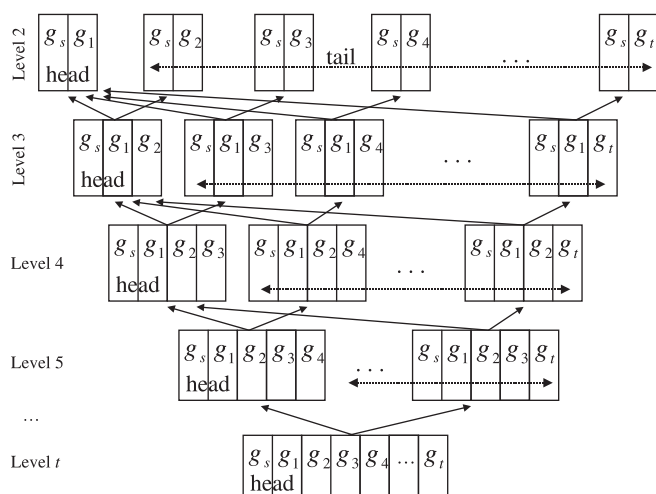 Level 2
g_s g_1 g_s g_2 g_s g_3 g_s g_4 g_s g_t
head tail ...
Level 3
g_s g_1 g_2 g_s g_1 g_3 g_s g_1 g_4 ... g_s g_1 g_t
head
Level 4
g_s g_1 g_2 g_3 g_s g_1 g_2 g_4 ... g_s g_1 g_2 g_t
head
Level 5
g_s g_1 g_2 g_3 g_4 ... g_s g_1 g_2 g_3 g_t
head
...
Level t
g_s g_1 g_2 g_3 g_4 ... g_t
head